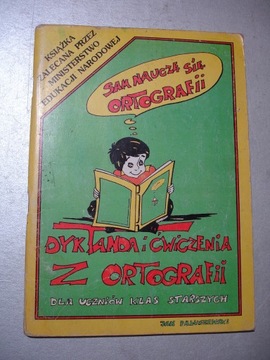 KSIĄŻKA
ZALECANA PRZEZ
MINISTERSTWO
EDUKACJI NARODOWEJ
SAM NAUCZĘ SIĘ
ORTOGRAFII
DYKTANDA i ĆWICZENIA
Z ORTOGRAFII
DLA UCZNIÓW KLAS STARSZYCH